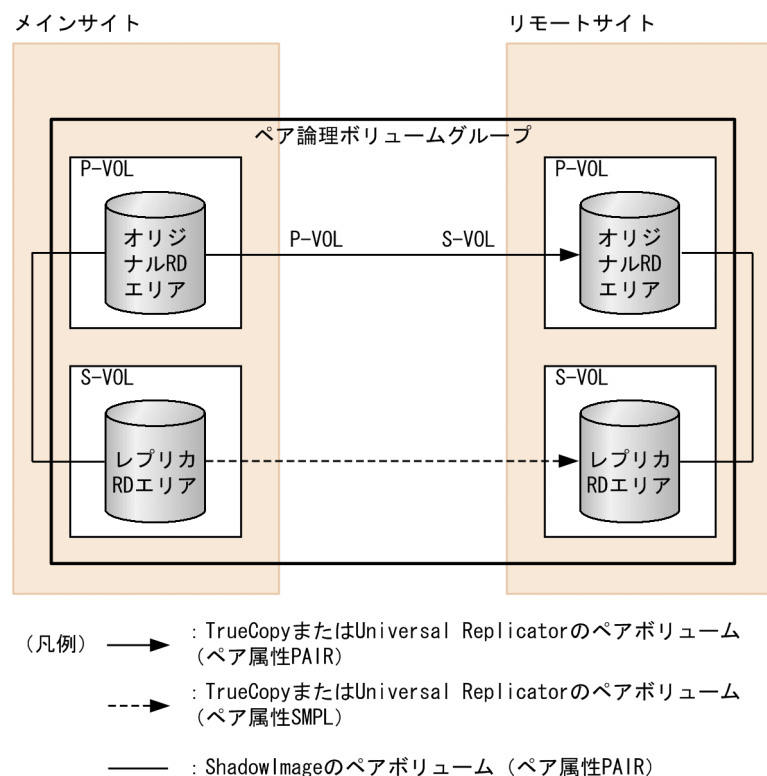 メインサイト
リモートサイト
ペア論理ボリュームグループ
P-VOL
P-VOL
オリジ
ナルRD
エリア
P-VOL
S-VOL
オリジ
ナルRD
エリア
S-VOL
S-VOL
レプリカ
RDエリア
レプリカ
RDエリア
（凡例）
：TrueCopyまたはUniversal Replicatorのペアボリューム
（ペア属性PAIR）
：TrueCopyまたはUniversal Replicatorのペアボリューム
（ペア属性SMPL）
：ShadowImageのペアボリューム（ペア属性PAIR）